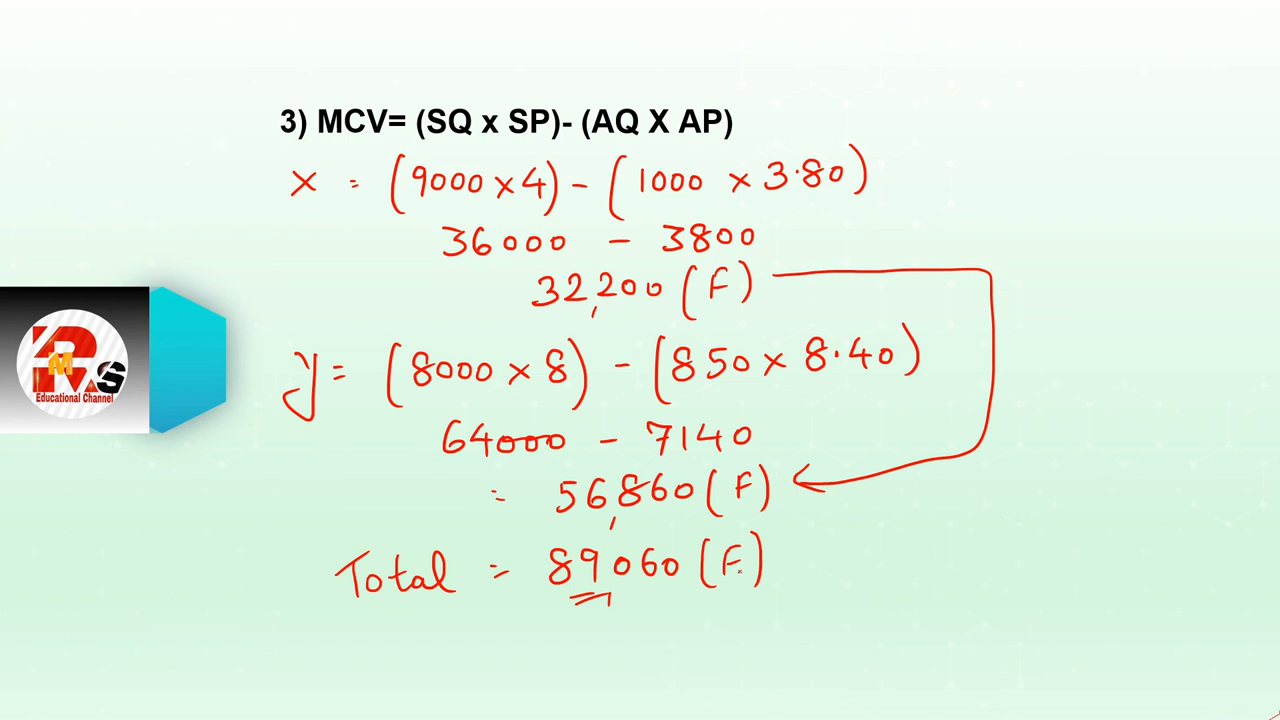 3) MCV= (SQ x SP)- (AQ X AP)
x = (9000 x 4) - (1000 x 3.80)
36000 - 3800
32,200 (F)
y = (8000 x 8) - (850 x 8.40)
64000 - 7140
= 56,860 (F)
Total = 89060 (F)
M
S
Educational Channel